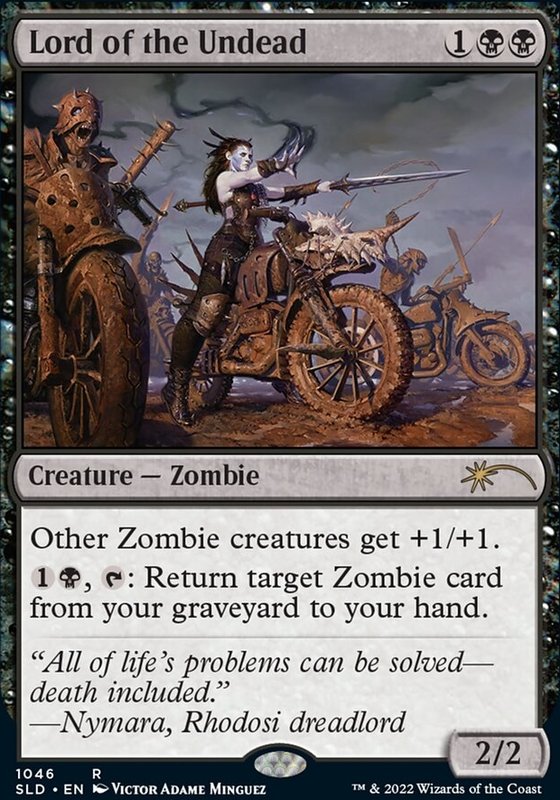 Lord of the Undead 1
Creature — Zombie
Other Zombie creatures get +1/+1.
1, : Return target Zombie card
from your graveyard to your hand.
“All of life’s problems can be solved—
death included.”
—Nymara, Rhodosi dreadlord
2/2
1046 R
SLD • EN Victor Adame Minguez
™ & © 2022 Wizards of the Coast